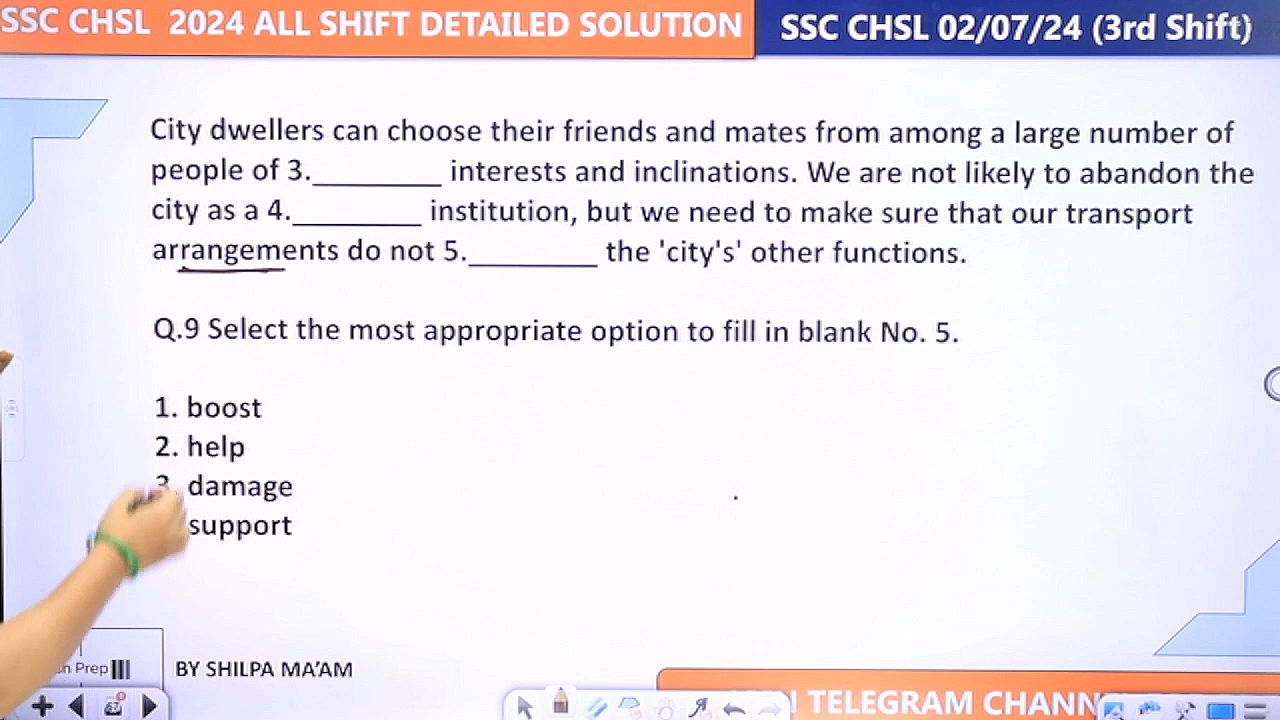 SSC CHSL 2024 ALL SHIFT DETAILED SOLUTION
SSC CHSL 02/07/24 (3rd Shift)
City dwellers can choose their friends and mates from among a large number of
people of 3.________ interests and inclinations. We are not likely to abandon the
city as a 4.________ institution, but we need to make sure that our transport
arrangements do not 5.________ the 'city's' other functions.
Q.9 Select the most appropriate option to fill in blank No. 5.
1. boost
2. help
3. damage
support
Prep
BY SHILPA MA'AM
TELEGRAM